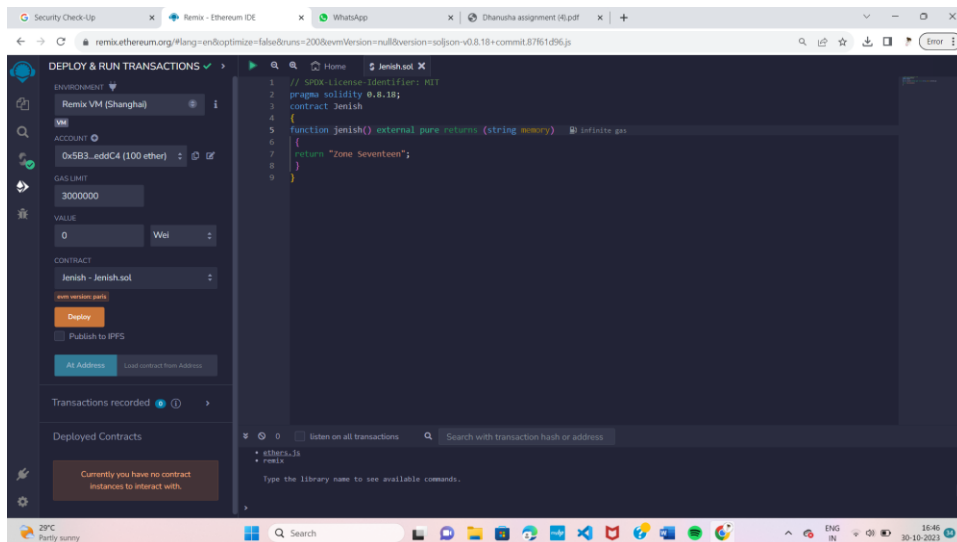 Security Check-Up
Remix - Ethereum IDE
WhatsApp
Dhanusha assignment (4).pdf
remix.ethereum.org/#lang=en&optimize=false&runs=200&evmVersion=null&version=soljson-v0.8.18+commit.87f61d96.js
Error
DEPLOY & RUN TRANSACTIONS
ENVIRONMENT
Remix VM (Shanghai)
VM
ACCOUNT
0x5B3...eddC4 (100 ether)
GAS LIMIT
3000000
VALUE
0
Wei
CONTRACT
Jenish - Jenish.sol
evm version: paris
Deploy
Publish to IPFS
At Address
Load contract from Address
Transactions recorded 0
Deployed Contracts
Currently you have no contract
instances to interact with.
Home
Jenish.sol
1 // SPDX-License-Identifier: MIT
2 pragma solidity 0.8.18;
3 contract Jenish
4 {
5 function jenish() external pure returns (string memory) infinite gas
6 {
7 return "Zone Seventeen";
8 }
9 }
0
listen on all transactions
Search with transaction hash or address
• ethers.js
• remix
Type the library name to see available commands.
>
29°C
Partly sunny
Search
ENG
IN
16:46
30-10-2023